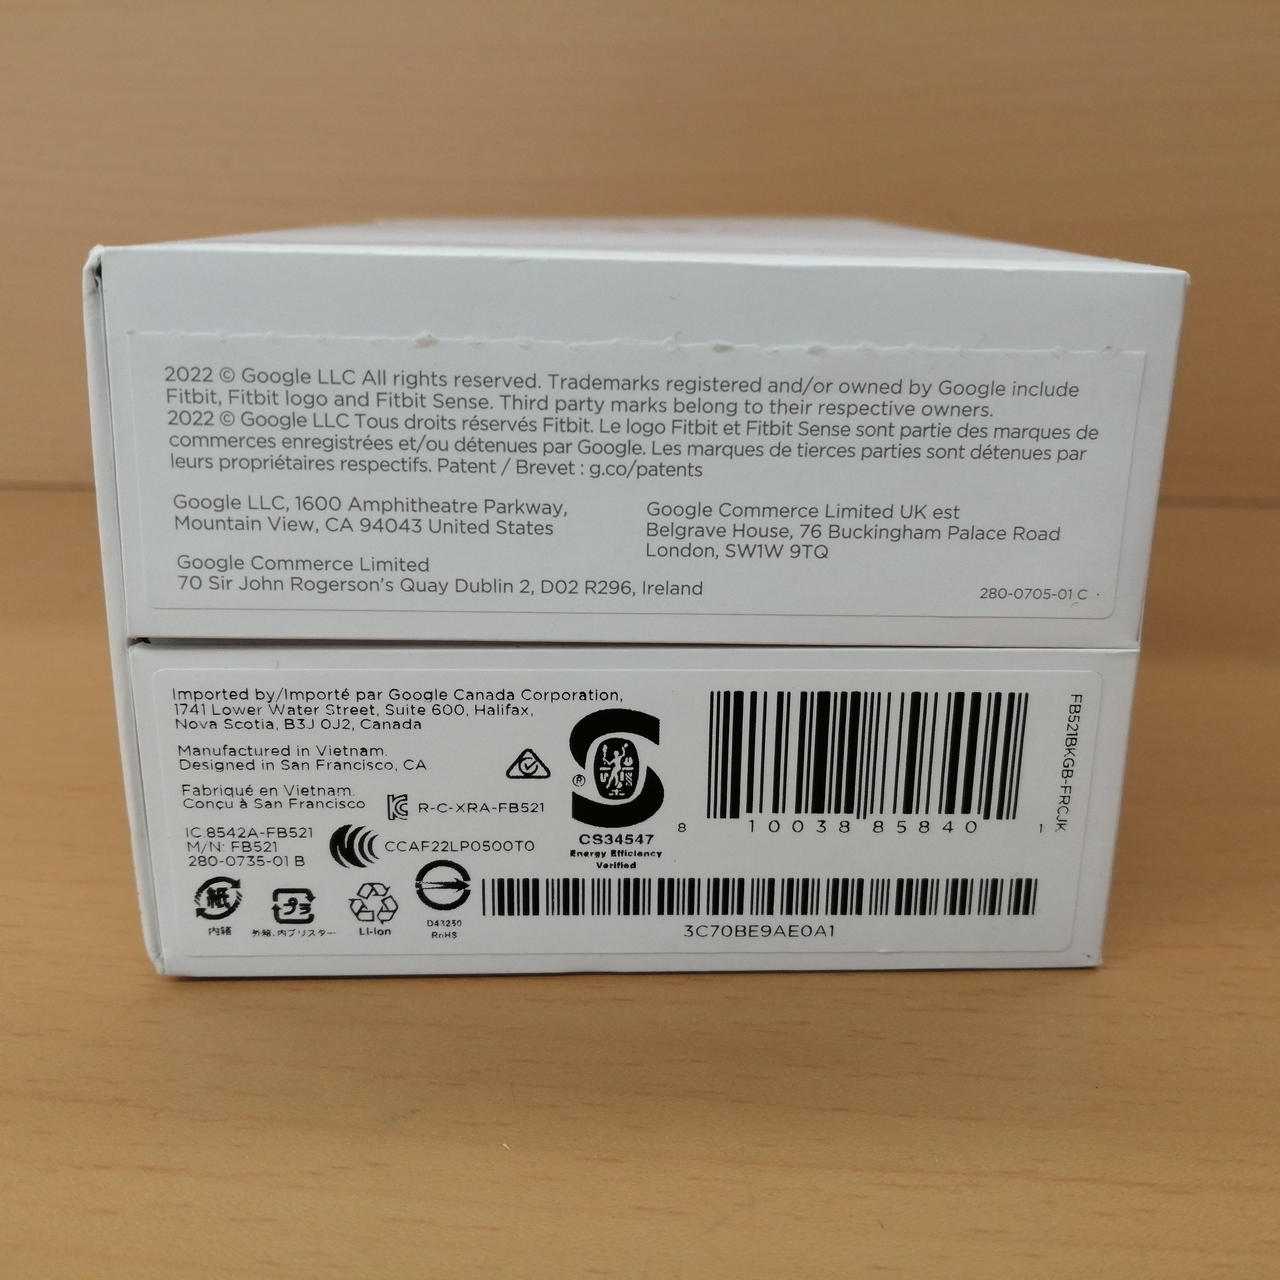 2022 © Google LLC All rights reserved. Trademarks registered and/or owned by Google include
Fitbit, Fitbit logo and Fitbit Sense. Third party marks belong to their respective owners.
2022 © Google LLC Tous droits réservés Fitbit. Le logo Fitbit et Fitbit Sense sont partie des marques de
commerces enregistrées et/ou détenues par Google. Les marques de tierces parties sont détenues par
leurs propriétaires respectifs. Patent / Brevet : g.co/patents
Google LLC, 1600 Amphitheatre Parkway,
Mountain View, CA 94043 United States
Google Commerce Limited
70 Sir John Rogerson's Quay Dublin 2, D02 R296, Ireland
Google Commerce Limited UK est
Belgrave House, 76 Buckingham Palace Road
London, SW1W 9TQ
280-0705-01 C
Imported by/Importé par Google Canada Corporation,
1741 Lower Water Street, Suite 600, Halifax,
Nova Scotia, B3J 0J2, Canada
Manufactured in Vietnam.
Designed in San Francisco, CA
Fabriqué en Vietnam.
Conçu à San Francisco
R-C-XRA-FB521
IC 8542A-FB521
M/N: FB521
280-0735-01 B
CCAF22LP0500T0
®
CS34547
Energy Efficiency
Verified
8 10038 85840 1
FB521BKGB-FRCJK
紙
内箱
プラ
外箱、内ブリスター
Li-ion
D43250
RoHS
3C70BE9AE0A1